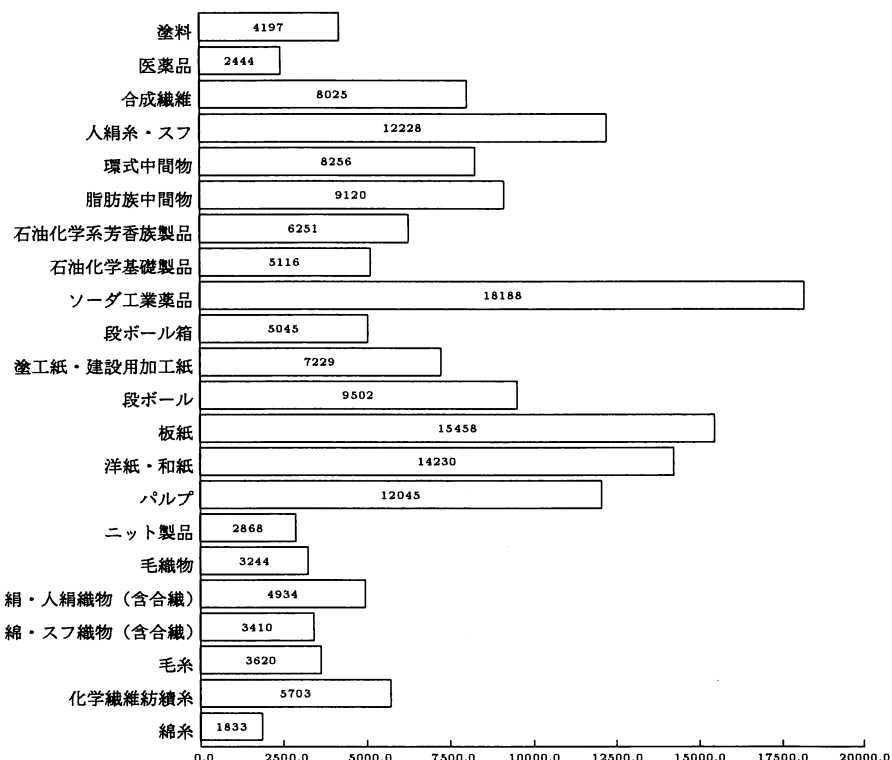 塗料 4197
医薬品 2444
合成繊維 8025
人絹糸・スフ 12228
環式中間物 8256
脂肪族中間物 9120
石油化学系芳香族製品 6251
石油化学基礎製品 5116
ソーダ工業薬品 18188
段ボール箱 5045
塗工紙・建設用加工紙 7229
段ボール 9502
板紙 15458
洋紙・和紙 14230
パルプ 12045
ニット製品 2868
毛織物 3244
絹・人絹織物（含合繊） 4934
綿・スフ織物（含合繊） 3410
毛糸 3620
化学繊維紡績糸 5703
綿糸 1833
0.0 2500.0 5000.0 7500.0 10000.0 12500.0 15000.0 17500.0 20000.0